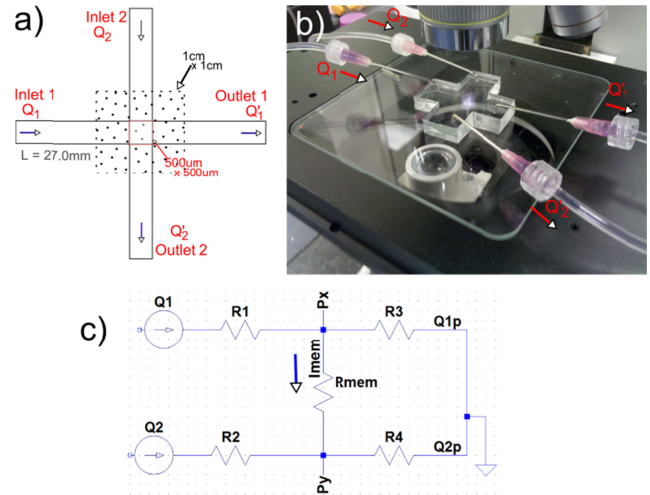 a)
Inlet 2
Q2
1cm
x 1cm
Inlet 1
Q1
Outlet 1
Q'1
L = 27.0mm
500um
x 500um
Q'2
Outlet 2
b)
Q2
Q1
Q'1
Q'2
c)
Q1
R1
Px
R3
Q1p
Imem
Rmem
Q2
R2
R4
Q2p
Py